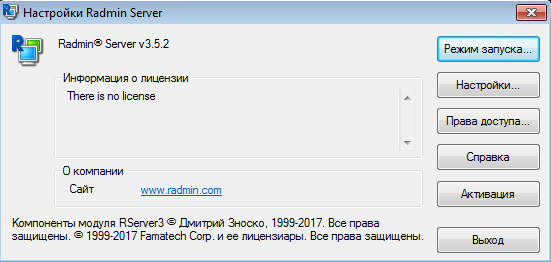 Настройки Radmin Server
Radmin® Server v3.5.2
Режим запуска...
Информация о лицензии
There is no license
Настройки...
Права доступа...
Справка
О компании
Сайт www.radmin.com
Активация
Компоненты модуля RServer3 © Дмитрий Зноско, 1999-2017. Все права
защищены. © 1999-2017 Famatech Corp. и ее лицензиары. Все права защищены.
Выход